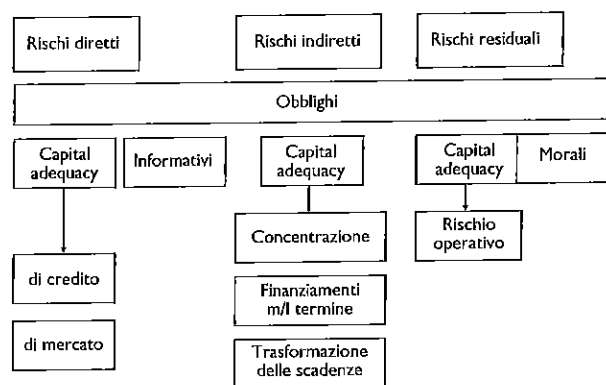 Rischi diretti
Rischi indiretti
Rischi residuali
Obblighi
Capital
adequacy
Informativi
Capital
adequacy
Capital
adequacy
Morali
di credito
di mercato
Concentrazione
Finanziamenti
m/l termine
Trasformazione
delle scadenze
Rischio
operativo